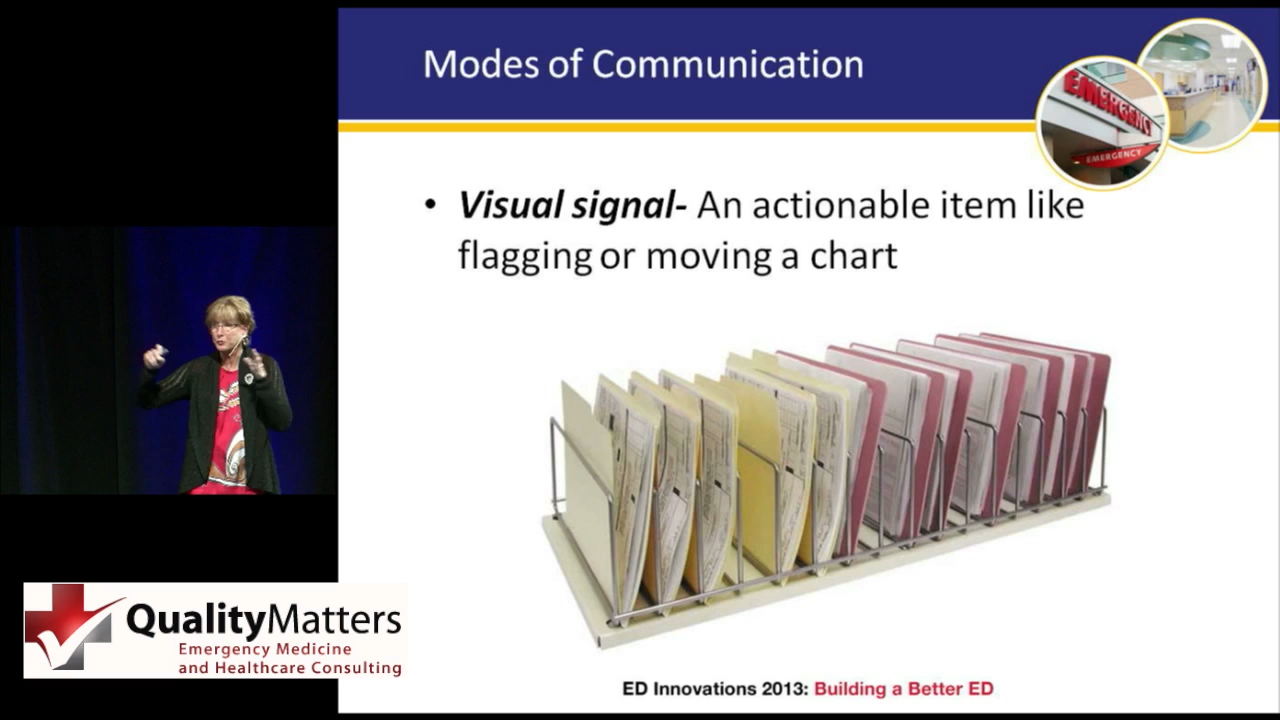 Modes of Communication
EMERGENC
EMERGENCY
• Visual signal- An actionable item like
flagging or moving a chart
QualityMatters
Emergency Medicine
and Healthcare Consulting
ED Innovations 2013: Building a Better ED